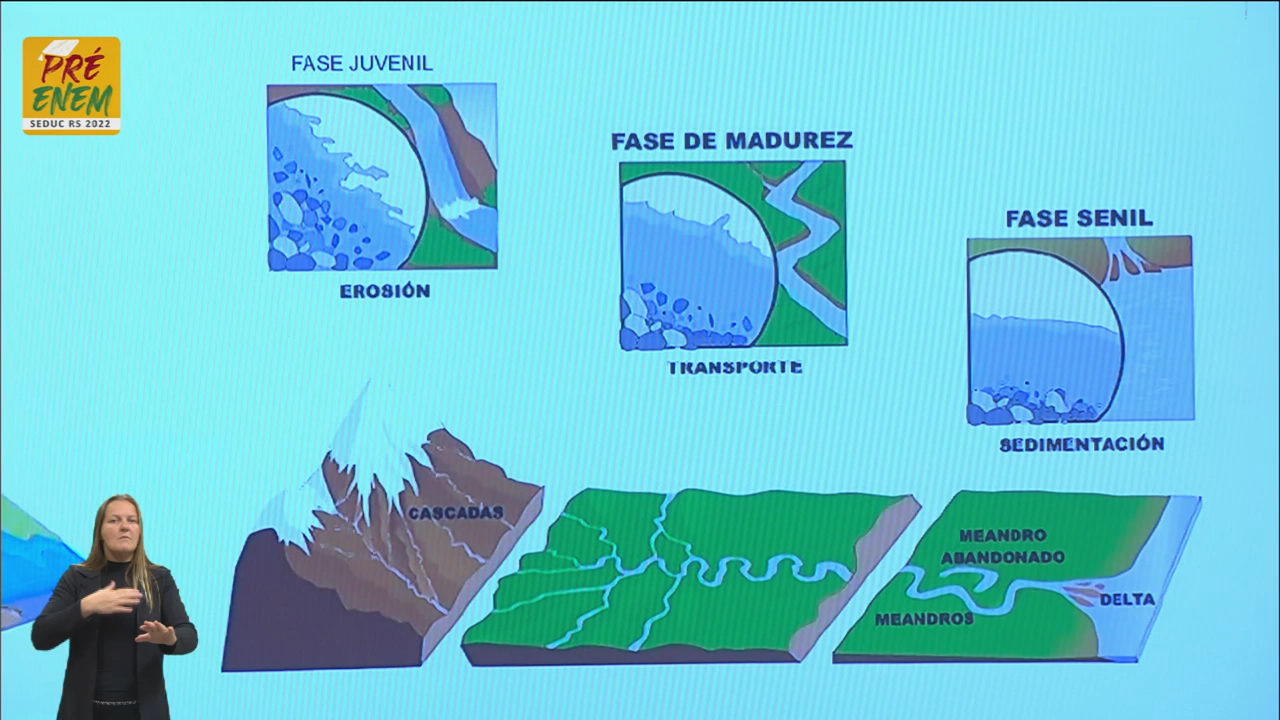 PRÉ
ENEM
SEDUC RS 2022
FASE JUVENIL
EROSIÓN
FASE DE MADUREZ
TRANSPORTE
FASE SENIL
SEDIMENTACIÓN
CASCADAS
MEANDRO
ABANDONADO
MEANDROS
DELTA